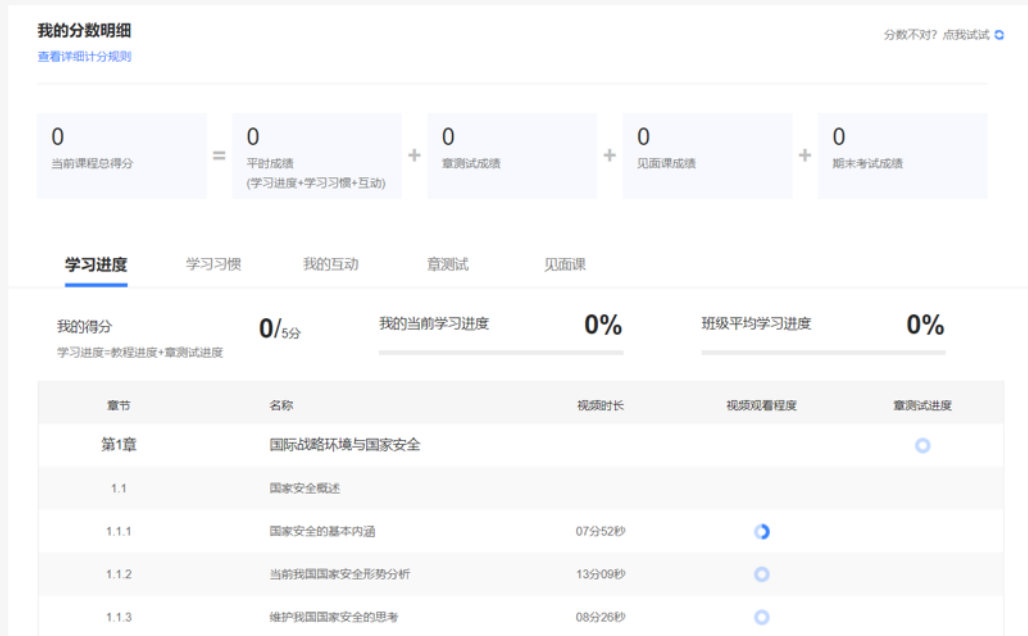 我的分数明细
分数不对？点我试试
查看详细计分规则
0 = 0 + 0 + 0 + 0
当前课程总得分 平时成绩 章测试成绩 见面课成绩 期末考试成绩
(学习进度+学习习惯+互动)
学习进度 学习习惯 我的互动 章测试 见面课
我的得分 0/5分 我的当前学习进度 0% 班级平均学习进度 0%
学习进度=教程进度+章测试进度
章节 名称 视频时长 视频观看程度 章测试进度
第1章 国际战略环境与国家安全
1.1 国家安全概述
1.1.1 国家安全的基本内涵 07分52秒
1.1.2 当前我国国家安全形势分析 13分09秒
1.1.3 维护我国国家安全的思考 08分26秒